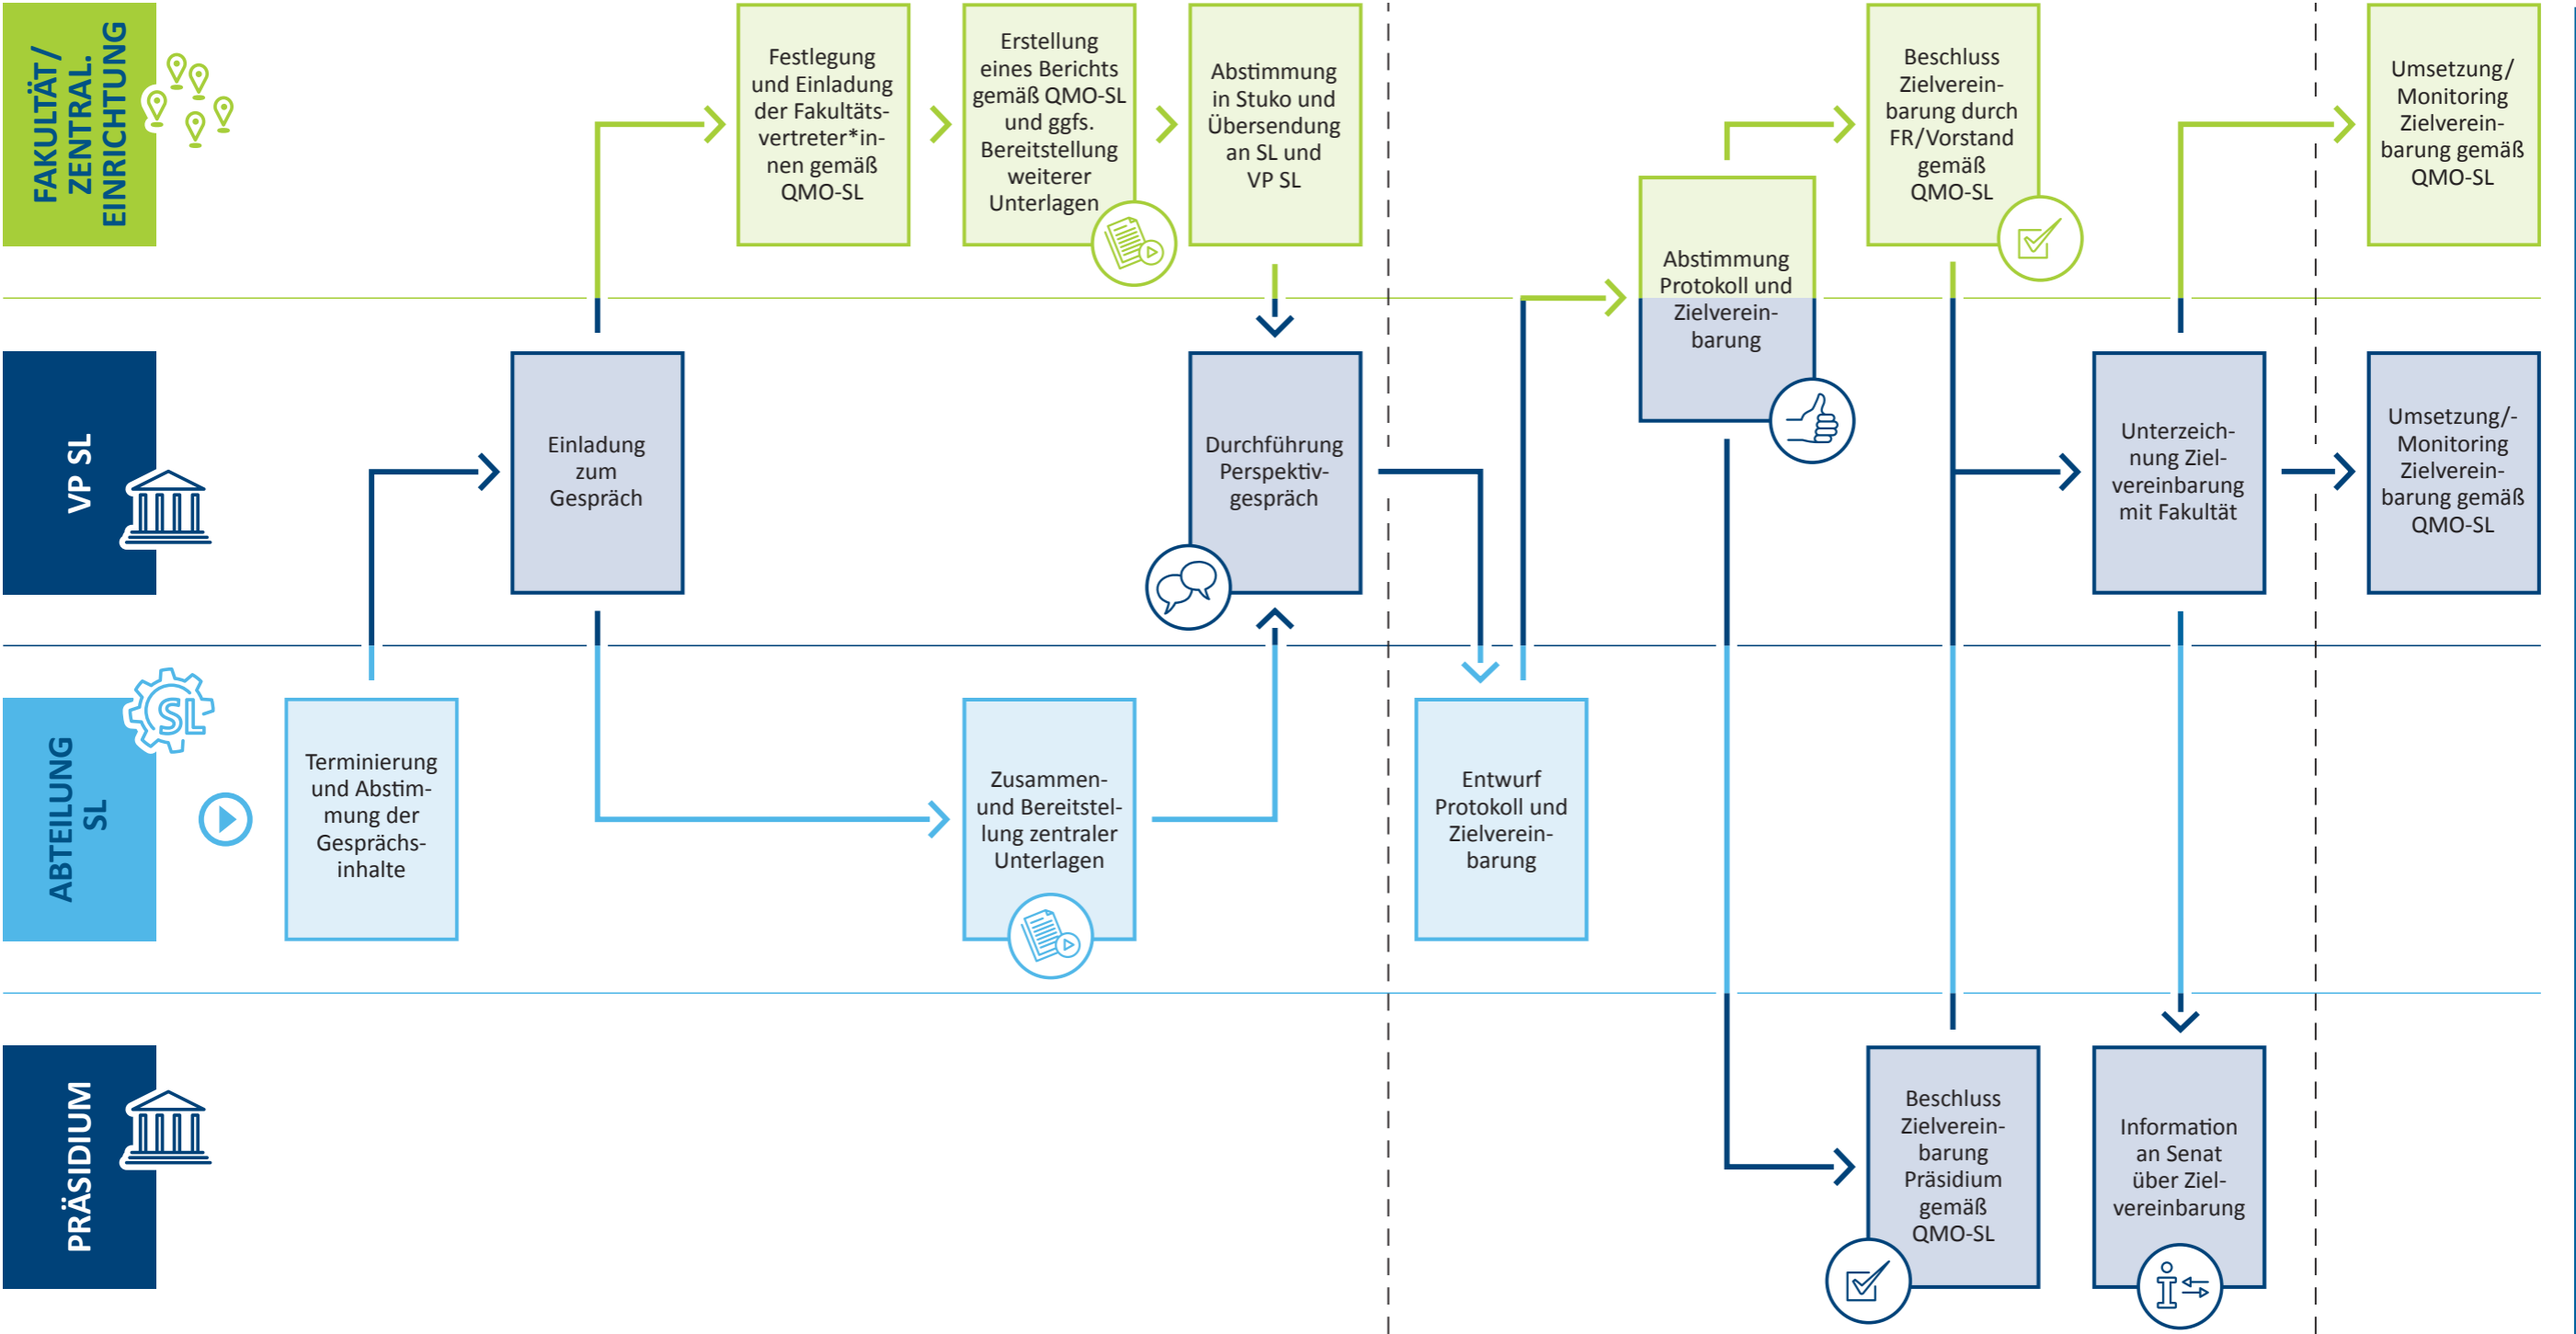 FAKULTÄT/
ZENTRAL.
EINRICHTUNG
Festlegung
und Einladung
der Fakultäts-
vertreter*in-
nen gemäß
QMO-SL
Erstellung
eines Berichts
gemäß QMO-SL
und ggfs.
Bereitstellung
weiterer
Unterlagen
Abstimmung
in Stuko und
Übersendung
an SL und
VP SL
Abstimmung
Protokoll und
Zielverein-
barung
Beschluss
Zielverein-
barung durch
FR/Vorstand
gemäß
QMO-SL
Umsetzung/
Monitoring
Zielverein-
barung gemäß
QMO-SL
VP SL
Einladung
zum
Gespräch
Durchführung
Perspektiv-
gespräch
Unterzeich-
nung Ziel-
vereinbarung
mit Fakultät
Umsetzung/-
Monitoring
Zielverein-
barung gemäß
QMO-SL
ABTEILUNG
SL
SL
Terminierung
und Abstim-
mung der
Gesprächs-
inhalte
Zusammen-
und Bereitstel-
lung zentraler
Unterlagen
Entwurf
Protokoll und
Zielverein-
barung
PRÄSIDIUM
Beschluss
Zielverein-
barung
Präsidium
gemäß
QMO-SL
Information
an Senat
über Ziel-
vereinbarung